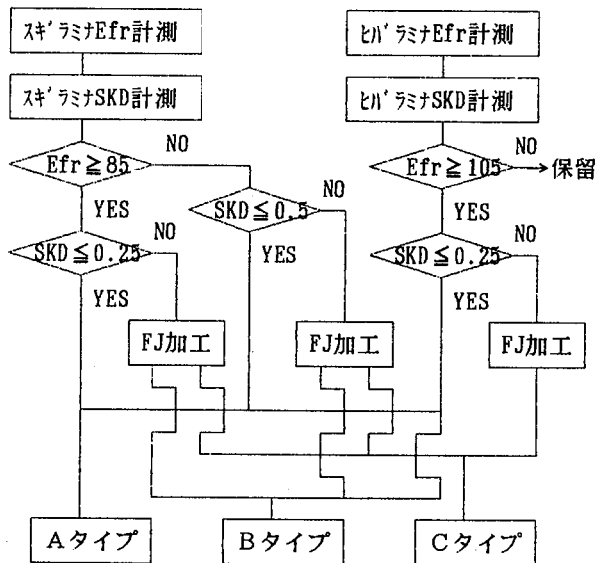 スギラミナEfr計測
ヒバラミナEfr計測
スギラミナSKD計測
ヒバラミナSKD計測
Efr≧85
NO
Efr≧105
NO
保留
YES
SKD≦0.5
NO
YES
SKD≦0.25
NO
YES
SKD≦0.25
NO
YES
YES
FJ加工
FJ加工
FJ加工
Aタイプ
Bタイプ
Cタイプ